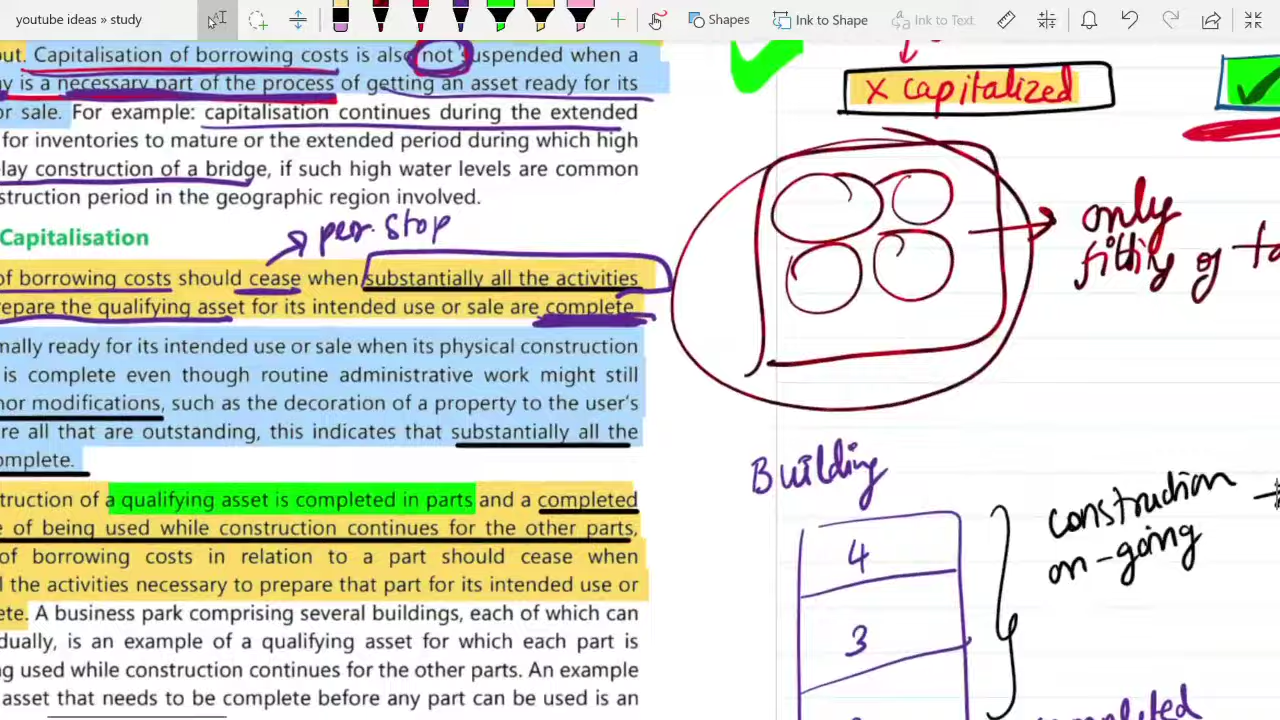 youtube ideas » study
Shapes
Ink to Shape
Ink to Text
out. Capitalisation of borrowing costs is also not suspended when a
y is a necessary part of the process of getting an asset ready for its
or sale. For example: capitalisation continues during the extended
for inventories to mature or the extended period during which high
lay construction of a bridge, if such high water levels are common
struction period in the geographic region involved.
per. stop
Capitalisation
of borrowing costs should cease when substantially all the activities
repare the qualifying asset for its intended use or sale are complete.
mally ready for its intended use or sale when its physical construction
is complete even though routine administrative work might still
nor modifications, such as the decoration of a property to the user's
re all that are outstanding, this indicates that substantially all the
omplete.
struction of a qualifying asset is completed in parts and a completed
e of being used while construction continues for the other parts,
of borrowing costs in relation to a part should cease when
l the activities necessary to prepare that part for its intended use or
ete. A business park comprising several buildings, each of which can
dually, is an example of a qualifying asset for which each part is
ng used while construction continues for the other parts. An example
asset that needs to be complete before any part can be used is an
x capitalized
only
fitting of
Building
4
3
construction
on-going
completed